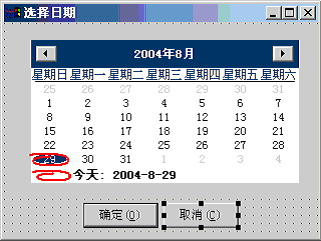 选择日期
2004年8月
星期日 星期一 星期二 星期三 星期四 星期五 星期六
25 26 27 28 29 30 31
1 2 3 4 5 6 7
8 9 10 11 12 13 14
15 16 17 18 19 20 21
22 23 24 25 26 27 28
29 30 31 1 2 3 4
今天: 2004-8-29
确定(O) 取消(C)